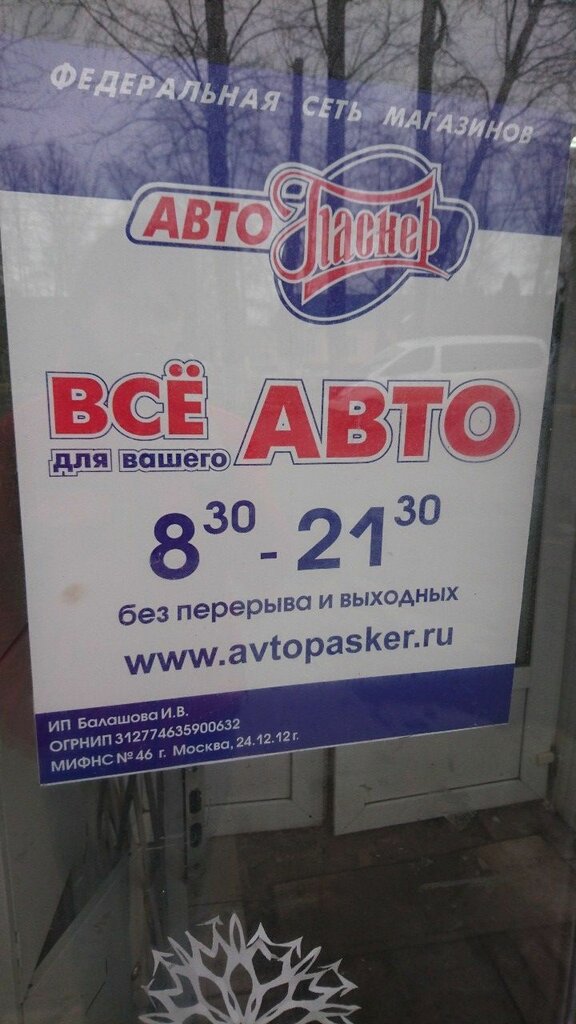 ФЕДЕРАЛЬНАЯ СЕТЬ МАГАЗИНОВ
АВТО Паскер
ВСЁ АВТО
для вашего
8 30 - 21 30
без перерыва и выходных
www.avtopasker.ru
ИП Балашова И.В.
ОГРНИП 312774635900632
МИФНС № 46 г. Москва, 24.12.12 г.